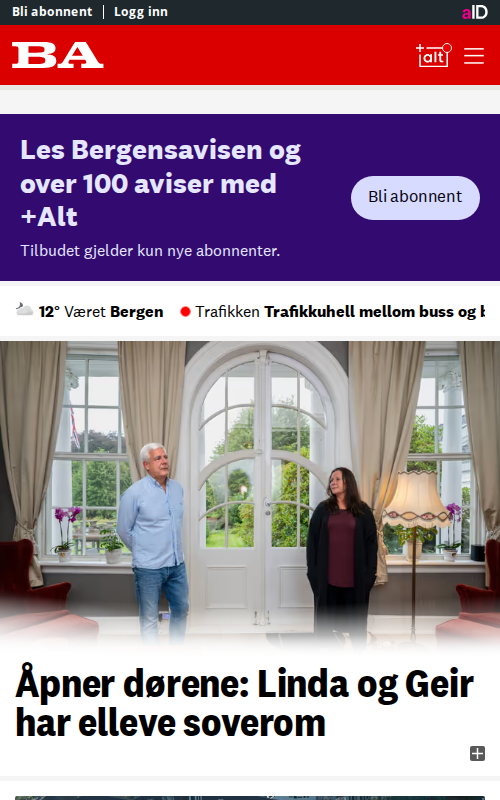 Bli abonnent | Logg inn
aID
BA
+alt
Les Bergensavisen og
over 100 aviser med
+Alt
Bli abonnent
Tilbudet gjelder kun nye abonnenter.
12° Været Bergen
Trafikken Trafikkuhell mellom buss og
Åpner dørene: Linda og Geir
har elleve soverom